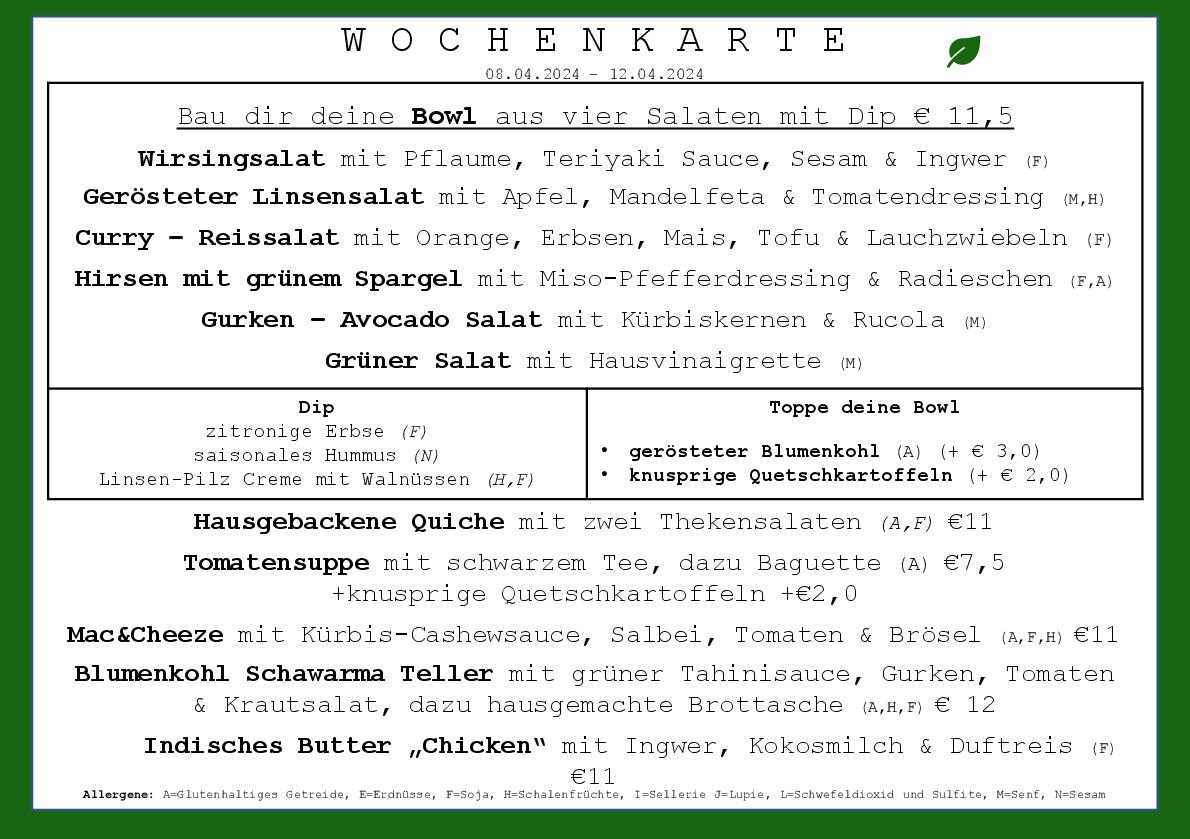 WOCHENKARTE
08.04.2024 – 12.04.2024
Bau dir deine Bowl aus vier Salaten mit Dip € 11,5
Wirsingsalat mit Pflaume, Teriyaki Sauce, Sesam & Ingwer (F)
Gerösteter Linsensalat mit Apfel, Mandelfeta & Tomatendressing (M,H)
Curry – Reissalat mit Orange, Erbsen, Mais, Tofu & Lauchzwiebeln (F)
Hirsen mit grünem Spargel mit Miso-Pfefferdressing & Radieschen (F,A)
Gurken – Avocado Salat mit Kürbiskernen & Rucola (M)
Grüner Salat mit Hausvinaigrette (M)
Dip
zitronige Erbse (F)
saisonales Hummus (N)
Linsen-Pilz Creme mit Walnüssen (H,F)
Toppe deine Bowl
• gerösteter Blumenkohl (A) (+ € 3,0)
• knusprige Quetschkartoffeln (+ € 2,0)
Hausgebackene Quiche mit zwei Thekensalaten (A,F) €11
Tomatensuppe mit schwarzem Tee, dazu Baguette (A) €7,5
+knusprige Quetschkartoffeln +€2,0
Mac&Cheeze mit Kürbis-Cashewsauce, Salbei, Tomaten & Brösel (A,F,H) €11
Blumenkohl Schawarma Teller mit grüner Tahinisauce, Gurken, Tomaten
& Krautsalat, dazu hausgemachte Brottasche (A,H,F) € 12
Indisches Butter „Chicken“ mit Ingwer, Kokosmilch & Duftreis (F)
€11
Allergene: A=Glutenhaltiges Getreide, E=Erdnüsse, F=Soja, H=Schalenfrüchte, I=Sellerie J=Lupie, L=Schwefeldioxid und Sulfite, M=Senf, N=Sesam